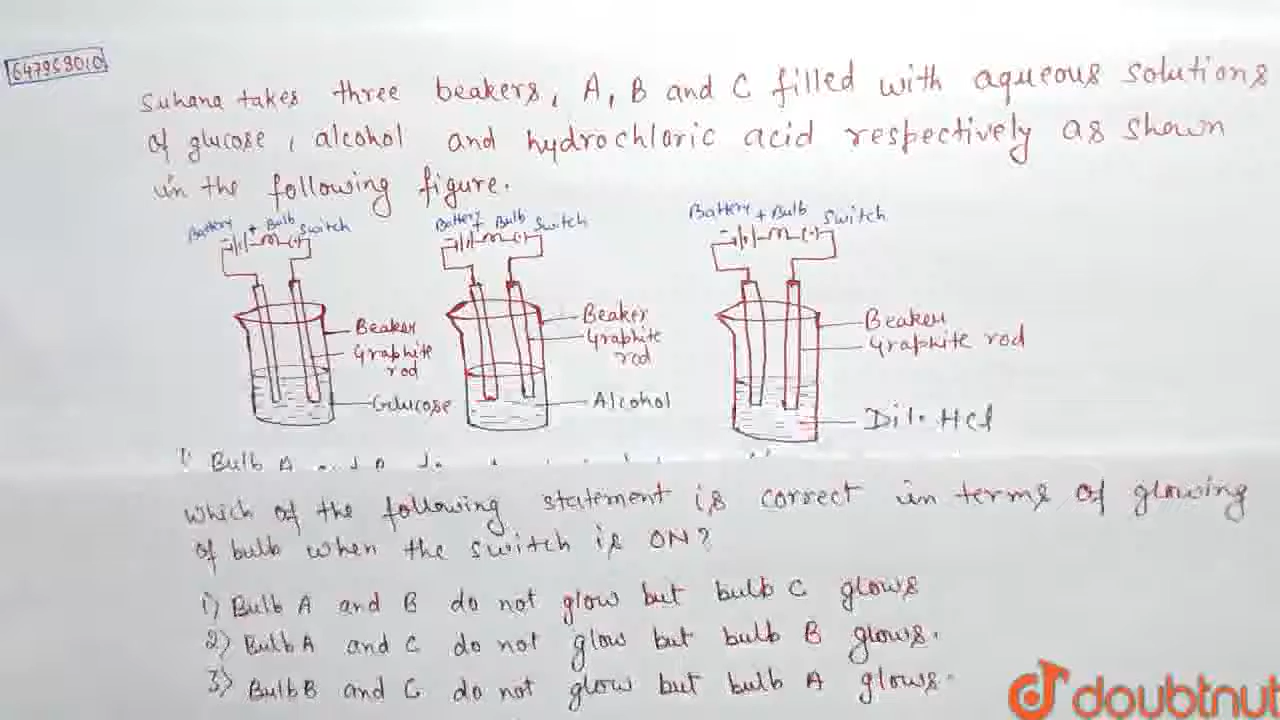 647959010
Suhana takes three beakers, A, B and C filled with aqueous solutions
of glucose, alcohol and hydrochloric acid respectively as shown
in the following figure.
Battery + Bulb Switch
Battery + Bulb Switch
Battery + Bulb Switch
Beaker
Graphite rod
Glucose
Beaker
Graphite rod
Alcohol
Beaker
Graphite rod
Dil. Hcl
Bulb A
which of the following statement is correct in terms of glowing
of bulb when the switch is ON?
1) Bulb A and B do not glow but bulb C glows
2) Bulb A and C do not glow but bulb B glows.
3) Bulb B and C do not glow but bulb A glows.
doubtnut